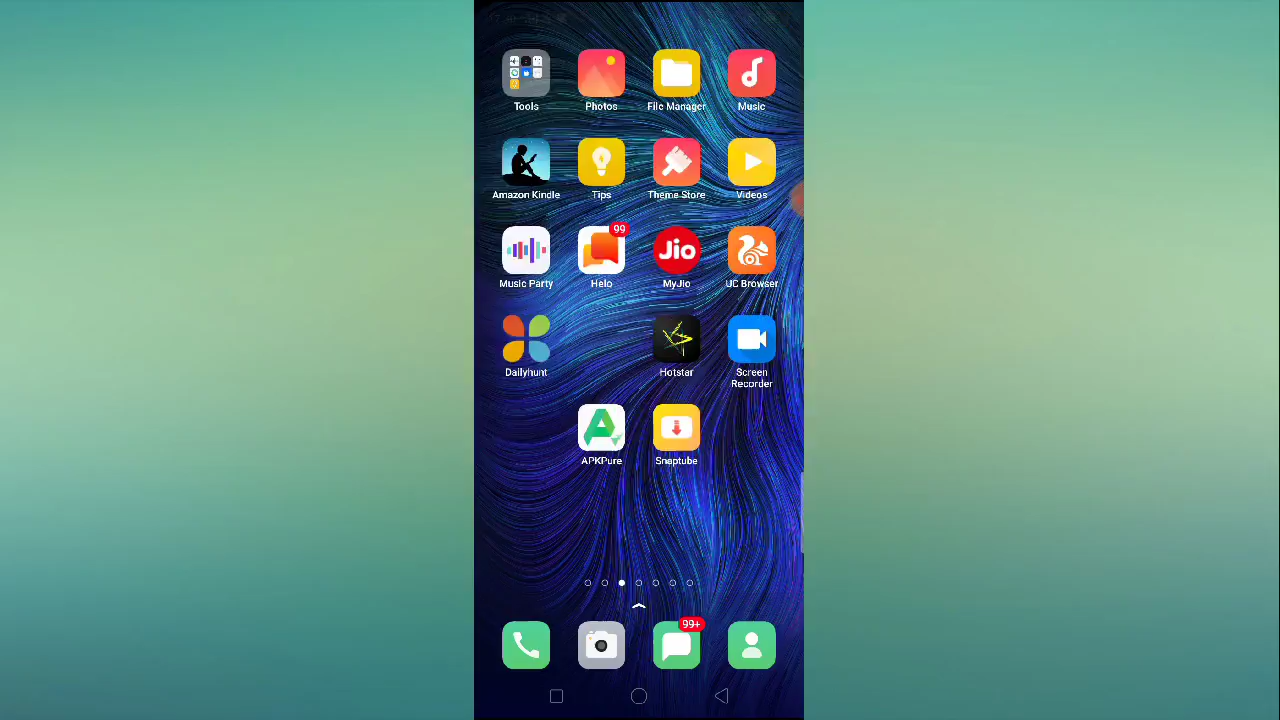 Tools
Photos
File Manager
Music
Amazon Kindle
Tips
Theme Store
Videos
99
Jio
Music Party
Helo
MyJio
UC Browser
Dailyhunt
Hotstar
Screen
Recorder
APKPure
Snaptube
99+